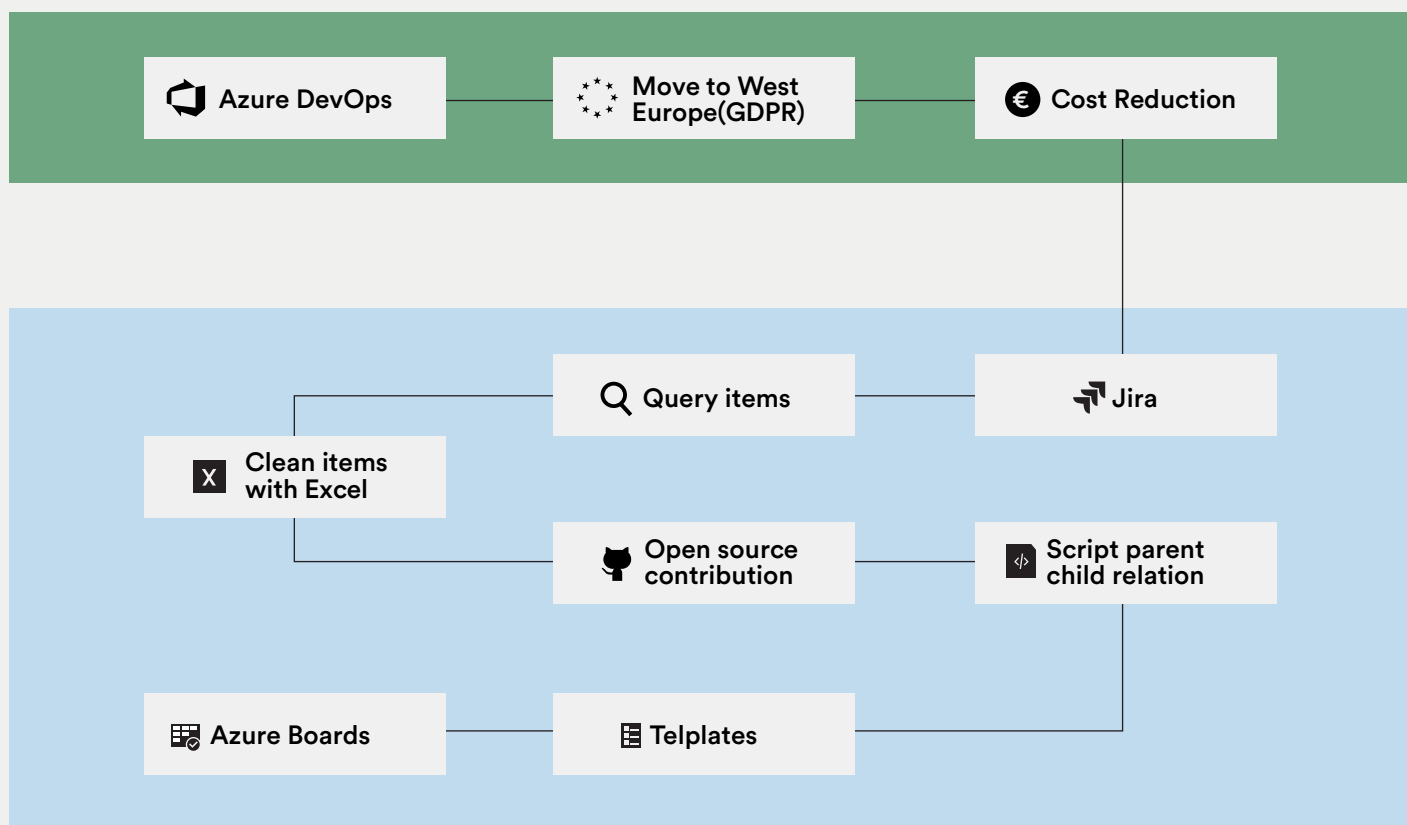 Azure DevOps
Move to West
Europe(GDPR)
€
Cost Reduction
Query items
Jira
X
Clean items
with Excel
Open source
contribution
</>
Script parent
child relation
Azure Boards
Telplates